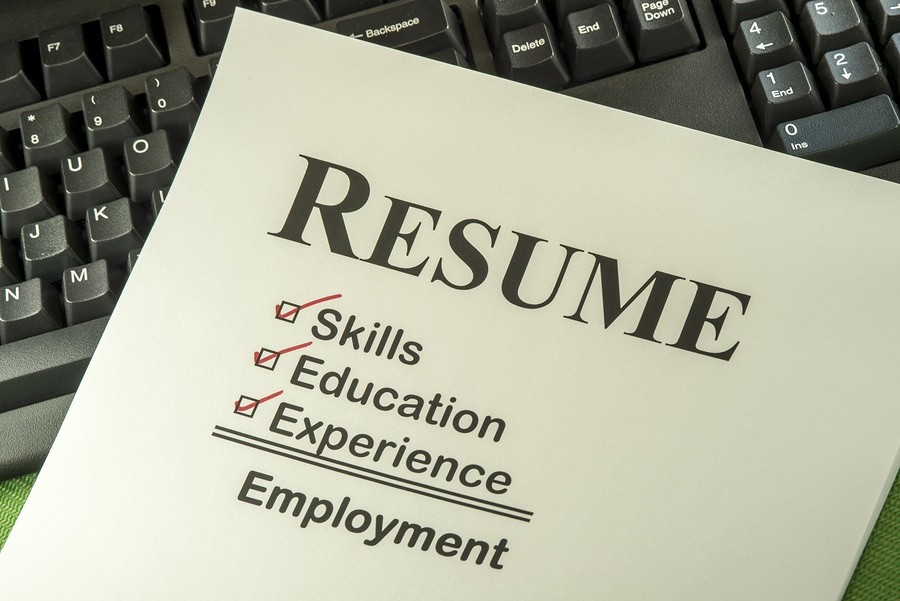 F9
F7
F8
← Backspace
Delete
End
Page
Down
4
←
5
1
End
2
↓
0
Ins
*
8
(
9
)
0
I
U
O
J
K
N
M
RESUME
Skills
Education
Experience
Employment